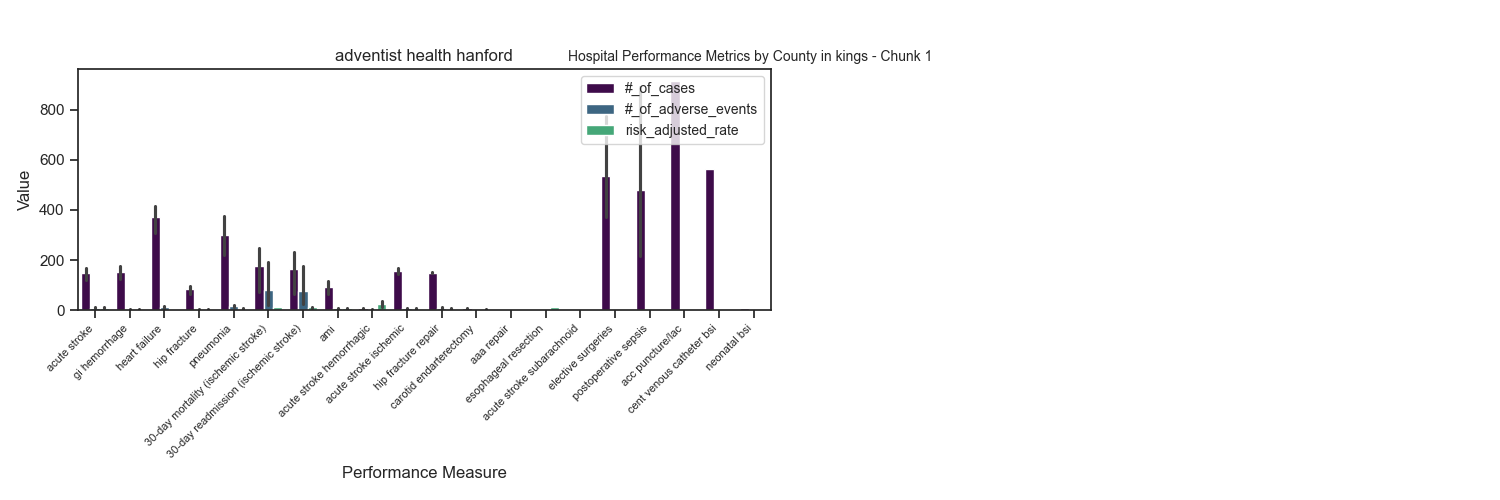 adventist health hanford
Hospital Performance Metrics by County in kings - Chunk 1
#_of_cases
#_of_adverse_events
risk_adjusted_rate
Value
800
600
400
200
0
acute stroke
gI hemorrhage
heart failure
hip fracture
pneumonia
30-day mortality (ischemic stroke)
30-day readmission (ischemic stroke)
ami
acute stroke hemorrhagic
acute stroke ischemic
hip fracture repair
carotid endarterectomy
aaa repair
esophageal resection
acute stroke subarachnoid
elective surgeries
postoperative sepsis
acc puncture/lac
cent venous catheter bsi
neonatal bsi
Performance Measure